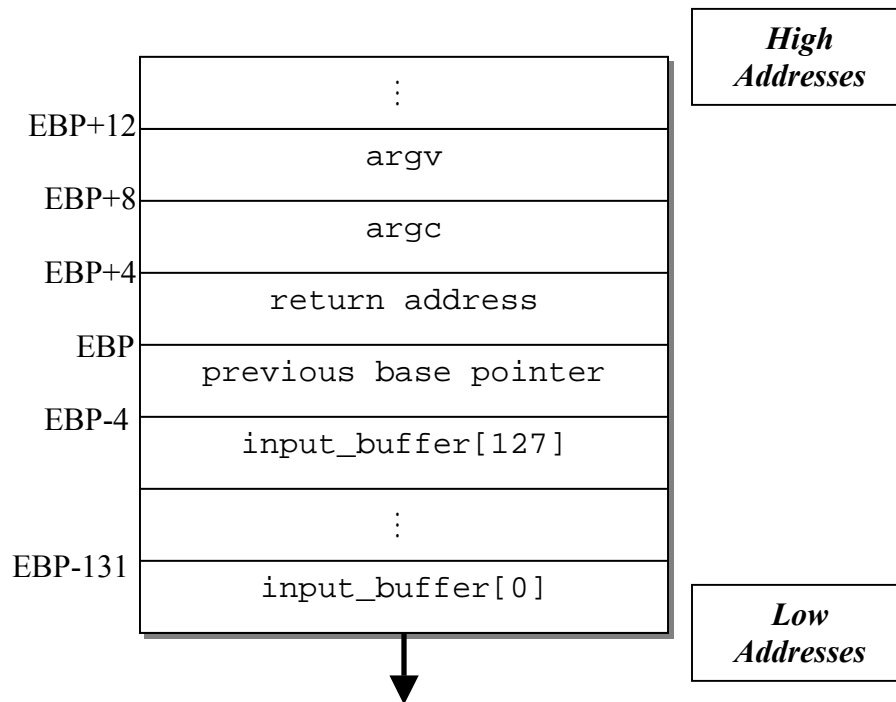 High
Addresses
⋮
EBP+12
argv
EBP+8
argc
EBP+4
return address
EBP
previous base pointer
EBP-4
input_buffer[127]
⋮
EBP-131
input_buffer[0]
Low
Addresses